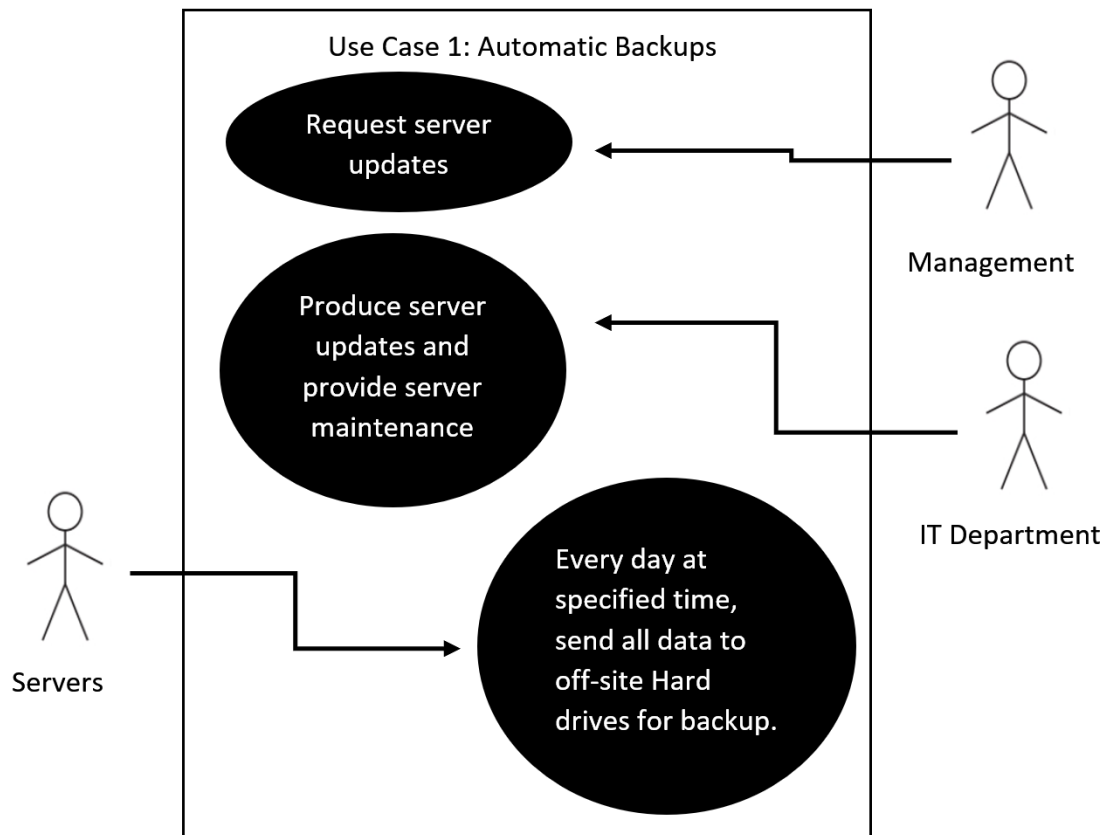 Use Case 1: Automatic Backups
Request server
updates
Management
Produce server
updates and
provide server
maintenance
IT Department
Every day at
specified time,
send all data to
off-site Hard
drives for backup.
Servers